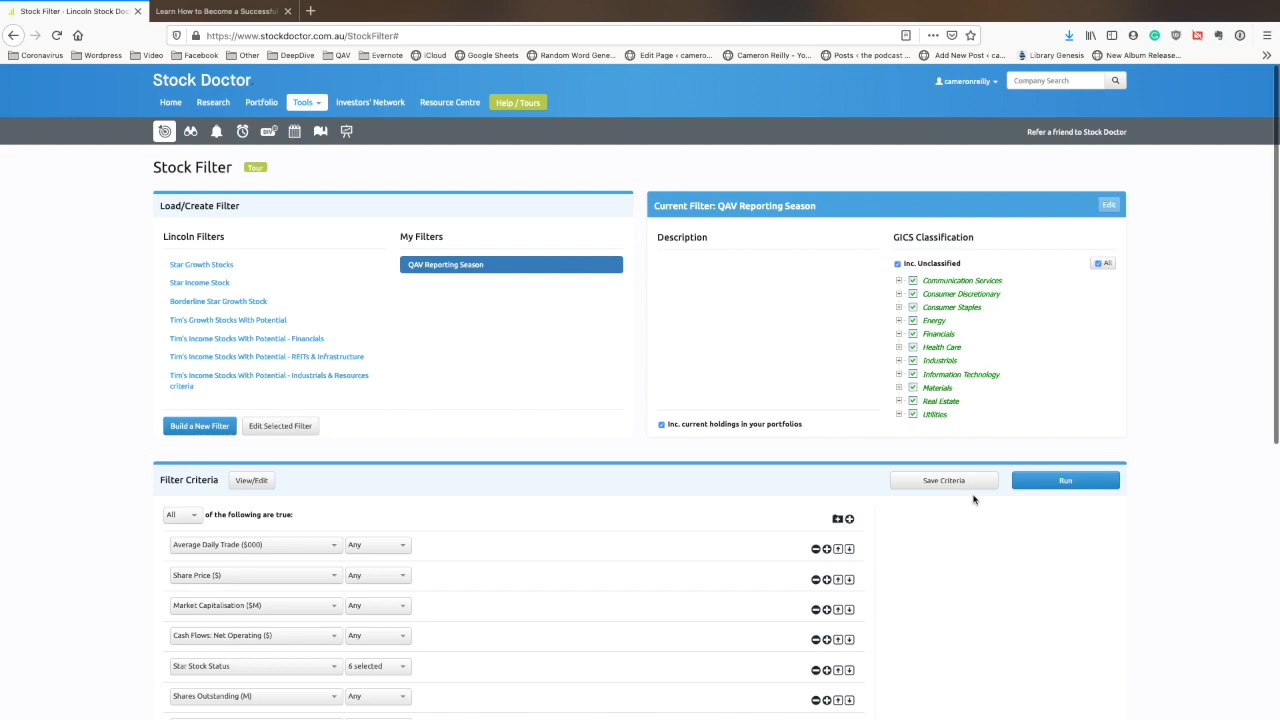 Stock Filter - Lincoln Stock Doc
Learn How to Become a Successful
https://www.stockdoctor.com.au/StockFilter#
Coronavirus
Wordpress
Video
Facebook
Other
DeepDive
QAV
Evernote
iCloud
Google Sheets
Random Word Gene...
Edit Page ‹ camero...
Cameron Reilly – Yo...
Posts ‹ the podcast ...
Add New Post ‹ ca...
Library Genesis
New Album Release...
Stock Doctor
cameronreilly
Company Search
Home
Research
Portfolio
Tools
Investors' Network
Resource Centre
Help / Tours
DIV
Refer a friend to Stock Doctor
Stock Filter
Tour
Load/Create Filter
Lincoln Filters
Star Growth Stocks
Star Income Stock
Borderline Star Growth Stock
Tim's Growth Stocks With Potential
Tim's Income Stocks With Potential - Financials
Tim's Income Stocks With Potential - REITs & Infrastructure
Tim's Income Stocks With Potential - Industrials & Resources
criteria
My Filters
QAV Reporting Season
Build a New Filter
Edit Selected Filter
Current Filter: QAV Reporting Season
Edit
Description
GICS Classification
Inc. Unclassified
All
Communication Services
Consumer Discretionary
Consumer Staples
Energy
Financials
Health Care
Industrials
Information Technology
Materials
Real Estate
Utilities
Inc. current holdings in your portfolios
Filter Criteria
View/Edit
Save Criteria
Run
All
of the following are true:
Average Daily Trade ($000)
Any
Share Price ($)
Any
Market Capitalisation ($M)
Any
Cash Flows: Net Operating ($)
Any
Star Stock Status
6 selected
Shares Outstanding (M)
Any